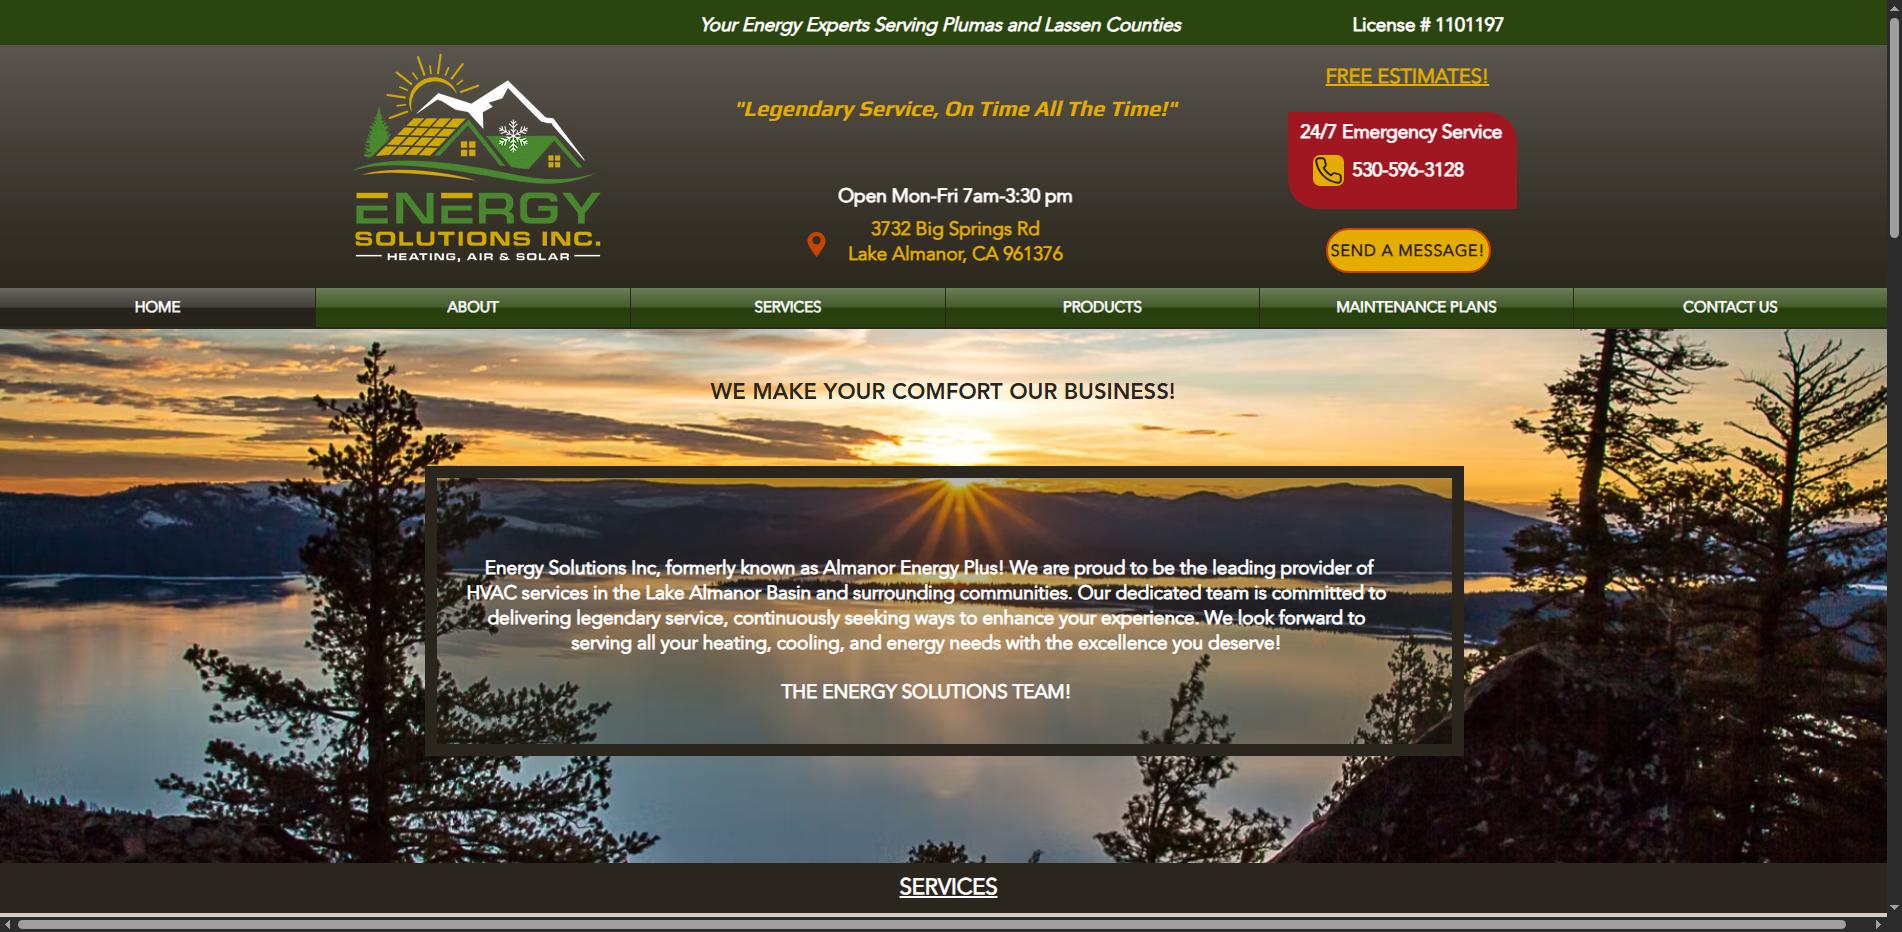 Your Energy Experts Serving Plumas and Lassen Counties
License # 1101197
ENERGY
SOLUTIONS INC.
HEATING, AIR & SOLAR
"Legendary Service, On Time All The Time!"
Open Mon-Fri 7am-3:30 pm
3732 Big Springs Rd
Lake Almanor, CA 961376
FREE ESTIMATES!
24/7 Emergency Service
530-596-3128
SEND A MESSAGE!
HOME
ABOUT
SERVICES
PRODUCTS
MAINTENANCE PLANS
CONTACT US
WE MAKE YOUR COMFORT OUR BUSINESS!
Energy Solutions Inc, formerly known as Almanor Energy Plus! We are proud to be the leading provider of
HVAC services in the Lake Almanor Basin and surrounding communities. Our dedicated team is committed to
delivering legendary service, continuously seeking ways to enhance your experience. We look forward to
serving all your heating, cooling, and energy needs with the excellence you deserve!
THE ENERGY SOLUTIONS TEAM!
SERVICES